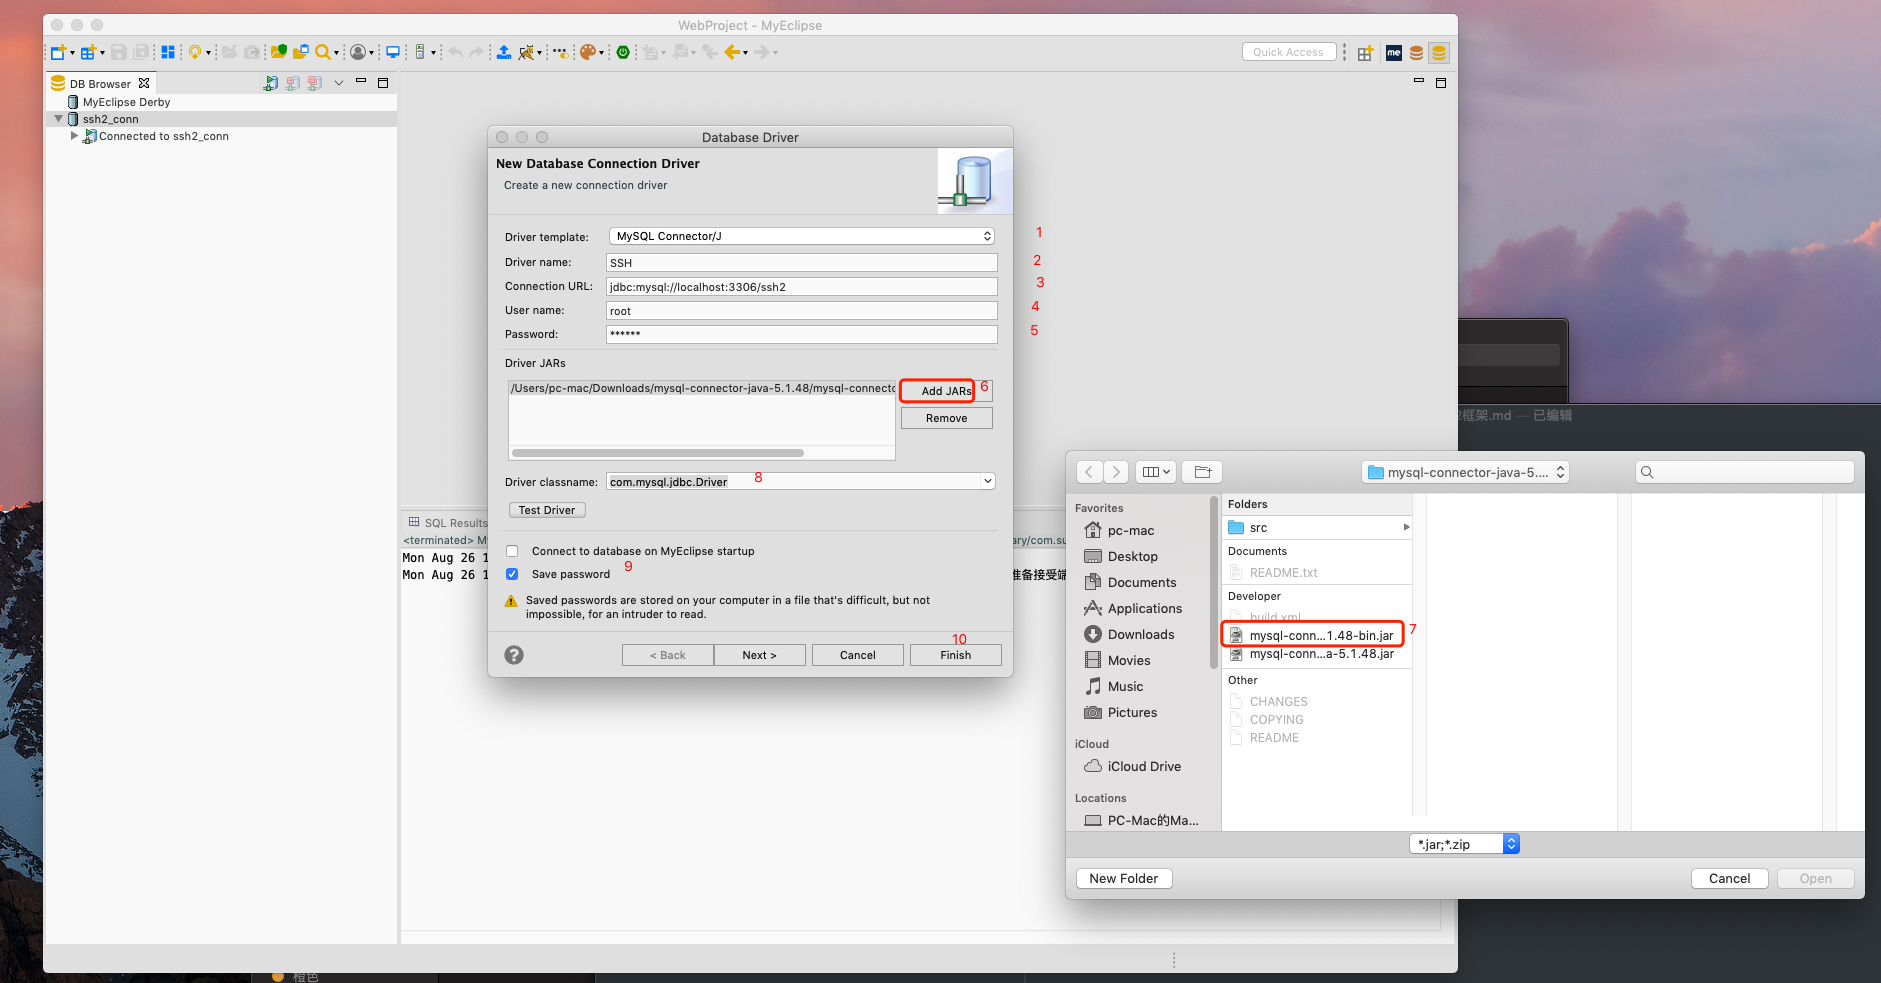 WebProject - MyEclipse
Quick Access
me
DB Browser
MyEclipse Derby
ssh2_conn
Connected to ssh2_conn
Database Driver
New Database Connection Driver
Create a new connection driver
Driver template:
MySQL Connector/J
1
Driver name:
SSH
2
Connection URL:
jdbc:mysql://localhost:3306/ssh2
3
User name:
root
4
Password:
******
5
Driver JARs
/Users/pc-mac/Downloads/mysql-connector-java-5.1.48/mysql-connecto
Add JARs
6
Remove
Driver classname:
com.mysql.jdbc.Driver
8
Test Driver
Connect to database on MyEclipse startup
Save password
9
Saved passwords are stored on your computer in a file that's difficult, but not
impossible, for an intruder to read.
10
< Back
Next >
Cancel
Finish
SQL Results
<terminated> M
ary/com.su
Mon Aug 26 1
Mon Aug 26 1
准备接受端
2框架.md — 已编辑
mysql-connector-java-5....
Favorites
pc-mac
Desktop
Documents
Applications
Downloads
Movies
Music
Pictures
iCloud
iCloud Drive
Locations
PC-Mac的Ma...
Folders
src
Documents
README.txt
Developer
build.xml
mysql-conn...1.48-bin.jar
7
mysql-conn...a-5.1.48.jar
Other
CHANGES
COPYING
README
*.jar;*.zip
New Folder
Cancel
Open
橙色